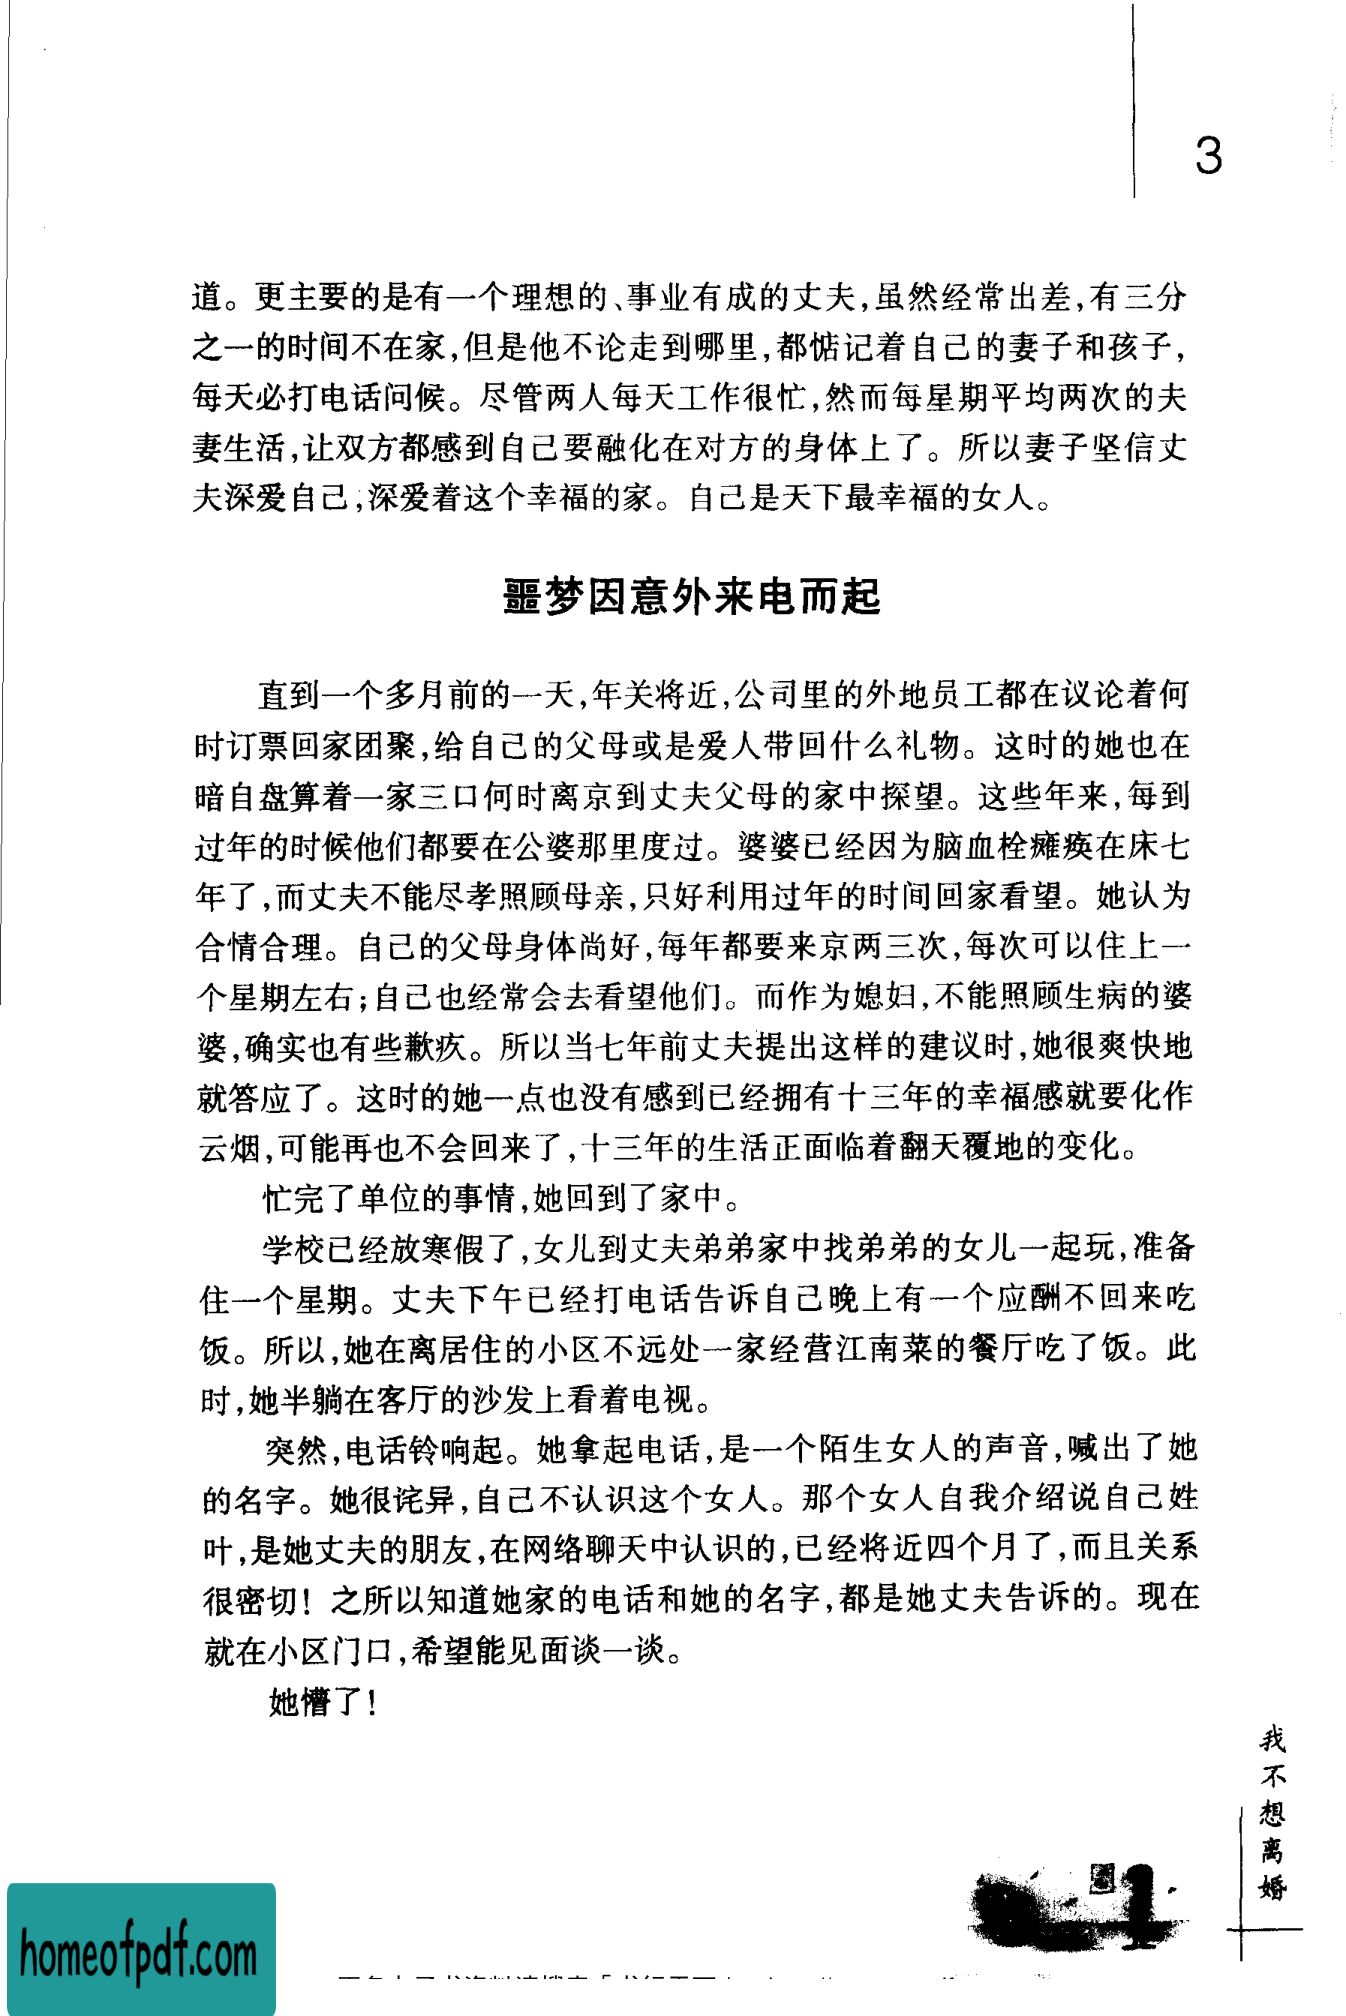 3
道。更主要的是有一个理想的、事业有成的丈夫,虽然经常出差,有三分
之一的时间不在家,但是他不论走到哪里,都惦记着自己的妻子和孩子,
每天必打电话问候。尽管两人每天工作很忙,然而每星期平均两次的夫
妻生活,让双方都感到自己要融化在对方的身体上了。所以妻子坚信丈
夫深爱自己,深爱着这个幸福的家。自己是天下最幸福的女人。
噩梦因意外来电而起
直到一个多月前的一天,年关将近,公司里的外地员工都在议论着何
时订票回家团聚,给自己的父母或是爱人带回什么礼物。这时的她也在
暗自盘算着一家三口何时离京到丈夫父母的家中探望。这些年来,每到
过年的时候他们都要在公婆那里度过。婆婆已经因为脑血栓瘫痪在床七
年了,而丈夫不能尽孝照顾母亲,只好利用过年的时间回家看望。她认为
合情合理。自己的父母身体尚好,每年都要来京两三次,每次可以住上一
个星期左右;自己也经常会去看望他们。而作为媳妇,不能照顾生病的婆
婆,确实也有些歉疚。所以当七年前丈夫提出这样的建议时,她很爽快地
就答应了。这时的她一点也没有感到已经拥有十三年的幸福感就要化作
云烟,可能再也不会回来了,十三年的生活正面临着翻天覆地的变化。
忙完了单位的事情,她回到了家中。
学校已经放寒假了,女儿到丈夫弟弟家中找弟弟的女儿一起玩,准备
住一个星期。丈夫下午已经打电话告诉自己晚上有一个应酬不回来吃
饭。所以,她在离居住的小区不远处一家经营江南菜的餐厅吃了饭。此
时,她半躺在客厅的沙发上看着电视。
突然,电话铃响起。她拿起电话,是一个陌生女人的声音,喊出了她
的名字。她很诧异,自己不认识这个女人。那个女人自我介绍说自己姓
叶,是她丈夫的朋友,在网络聊天中认识的,已经将近四个月了,而且关系
很密切!之所以知道她家的电话和她的名字,都是她丈夫告诉的。现在
就在小区门口,希望能见面谈一谈。
她懵了!
我不想离婚
homeofpdf.com